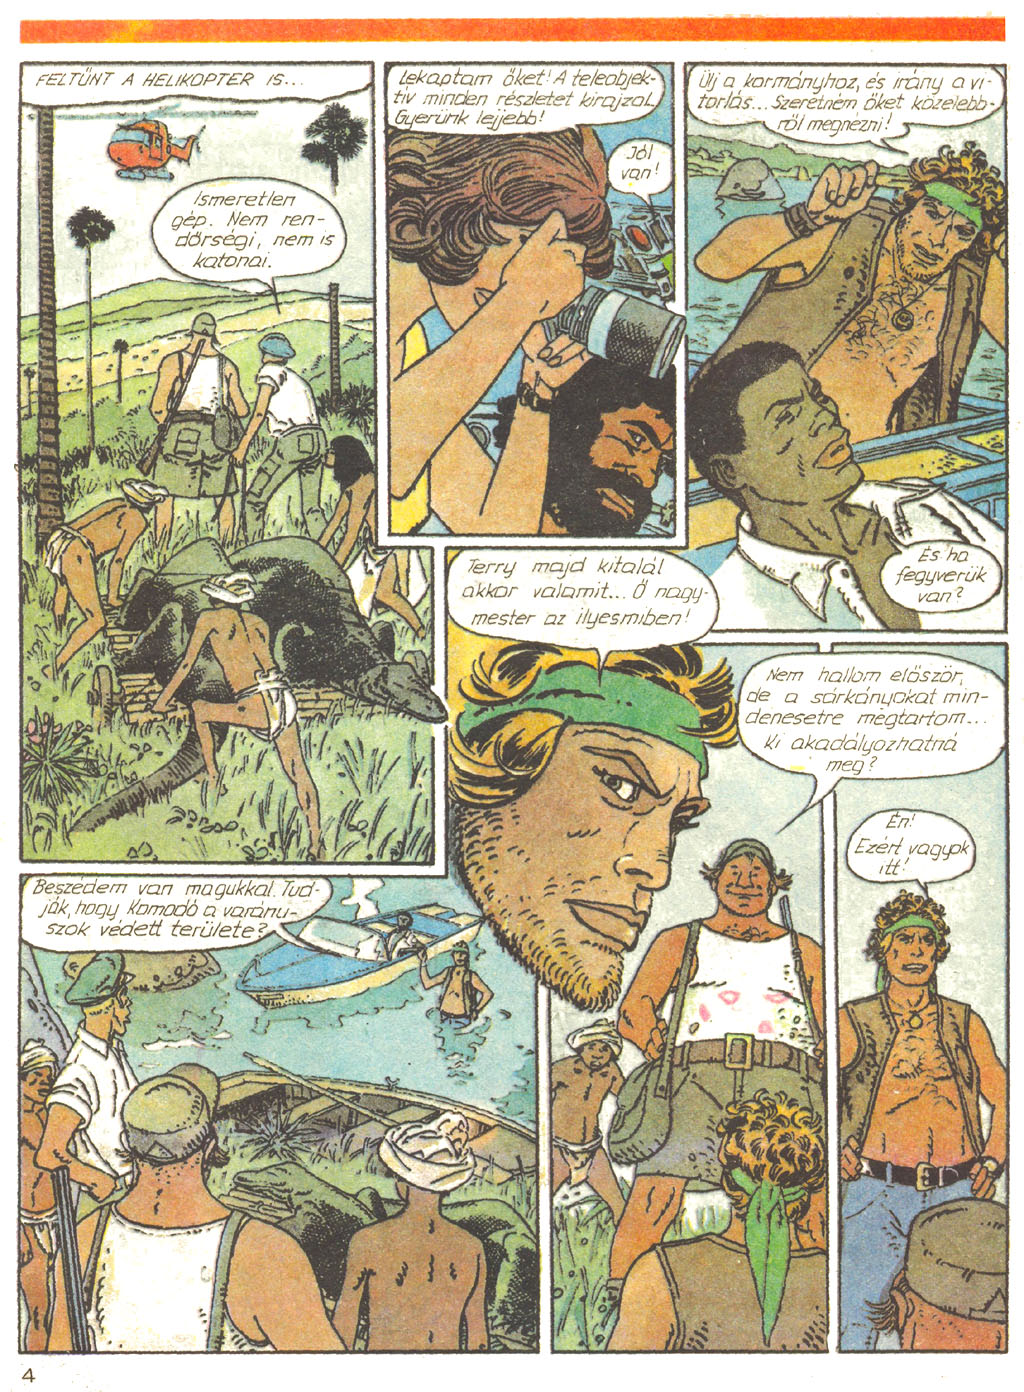 FELTŰNT A HELIKOPTER IS...
Ismeretlen
gép. Nem ren-
dőrségi, nem is
katonai.
Lekaptam őket! A teleobjek-
tív minden részletet kirajzol.
Gyerünk lejjebb!
Jól
van!
Ülj a kormányhoz, és irány a vi-
torlás... Szeretném őket közelebb-
ről megnézni!
És ha
fegyverük
van?
Terry majd kitalál
akkor valamit... Ő nagy-
mester az ilyesmiben!
Beszédem van magukkal. Tud-
ják, hogy Komodó a varánu-
szok védett területe?
Nem hallom először,
de a sárkányokat min-
denesetre megtartom...
Ki akadályozhatná
meg?
Én!
Ezért vagyok
itt!
4